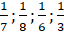 1/7 ; 1/8 ; 1/6 ; 1/3